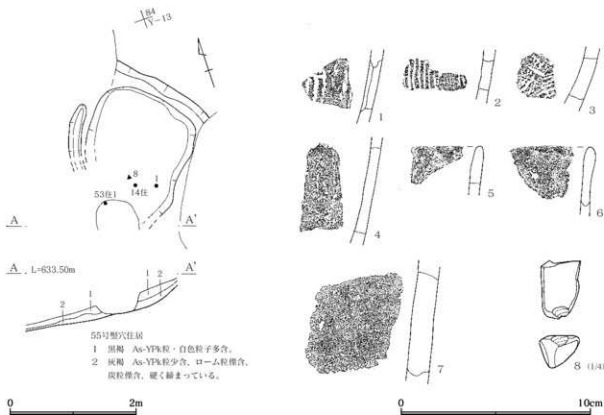 84
Y-13
8
14住
1
53住1
A
A'
A
L=633.50m
1
A'
2
2
1
55号竪穴住居
1 黒褐 As-YPk粒・白色粒子多含。
2 灰褐 As-YPk粒少含、ローム粒僅含、
炭粒僅含、硬く締まっている。
0
2m
1
2
3
4
5
6
7
8 (1/4)
0
10cm